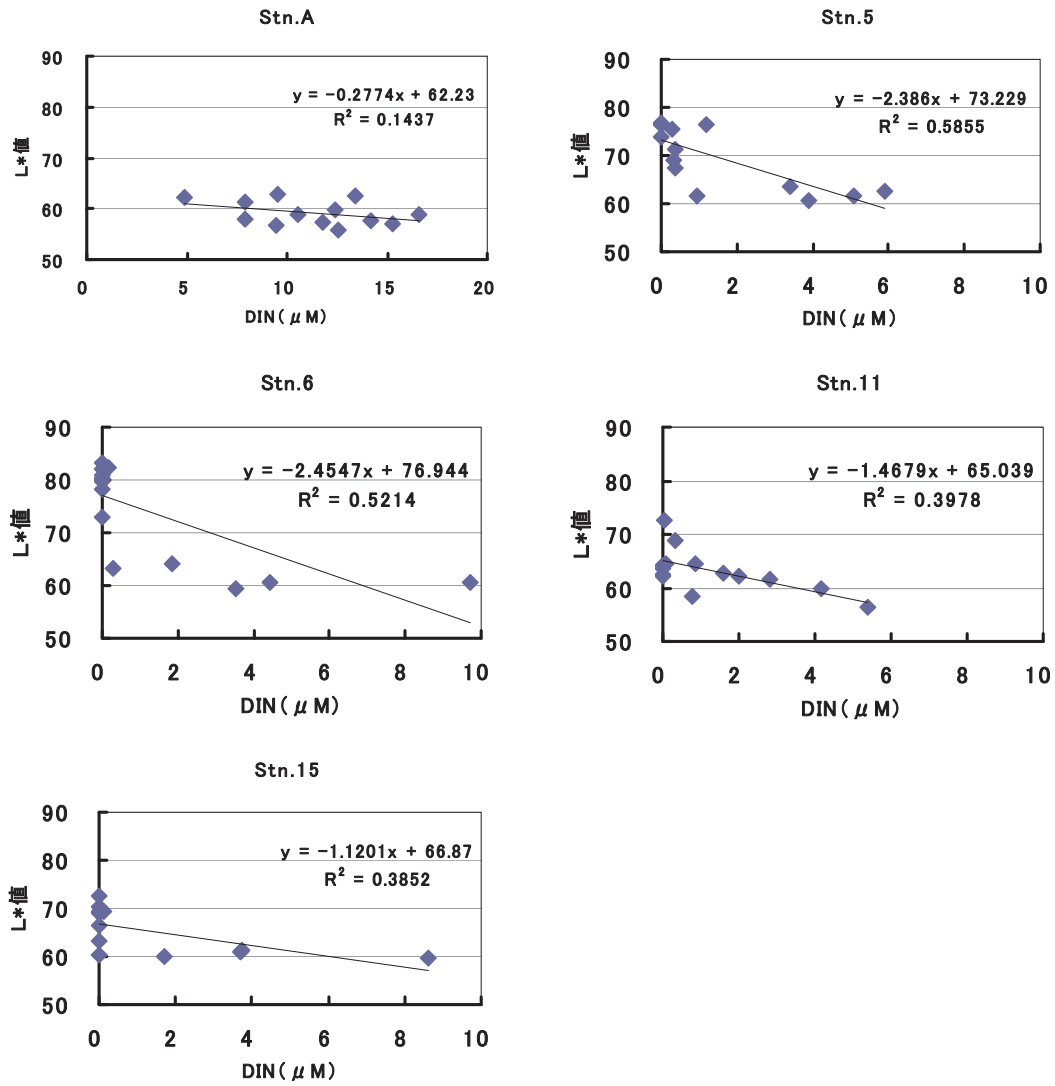 Stn.A
90
80
70
60
50
L*値
y = −0.2774x + 62.23
R² = 0.1437
0 5 10 15 20
DIN(μM)
Stn.5
90
80
70
60
50
L*値
y = −2.386x + 73.229
R² = 0.5855
0 2 4 6 8 10
DIN(μM)
Stn.6
90
80
70
60
50
L*値
y = −2.4547x + 76.944
R² = 0.5214
0 2 4 6 8 10
DIN(μM)
Stn.11
90
80
70
60
50
L*値
y = −1.4679x + 65.039
R² = 0.3978
0 2 4 6 8 10
DIN(μM)
Stn.15
90
80
70
60
50
L*値
y = −1.1201x + 66.87
R² = 0.3852
0 2 4 6 8 10
DIN(μM)